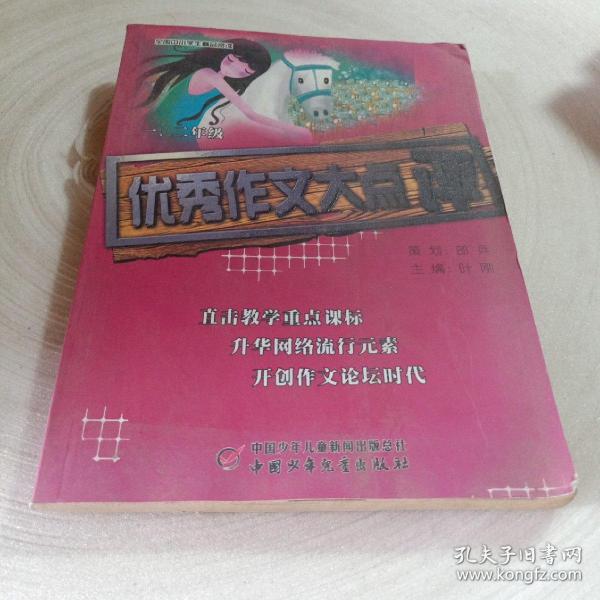 一、二年级
优秀作文大点评
策划:邵兵
主编:叶刚
直击教学重点课标
升华网络流行元素
开创作文论坛时代
中国少年儿童新闻出版总社
中国少年儿童出版社
孔夫子旧书网
www.kongfz.com